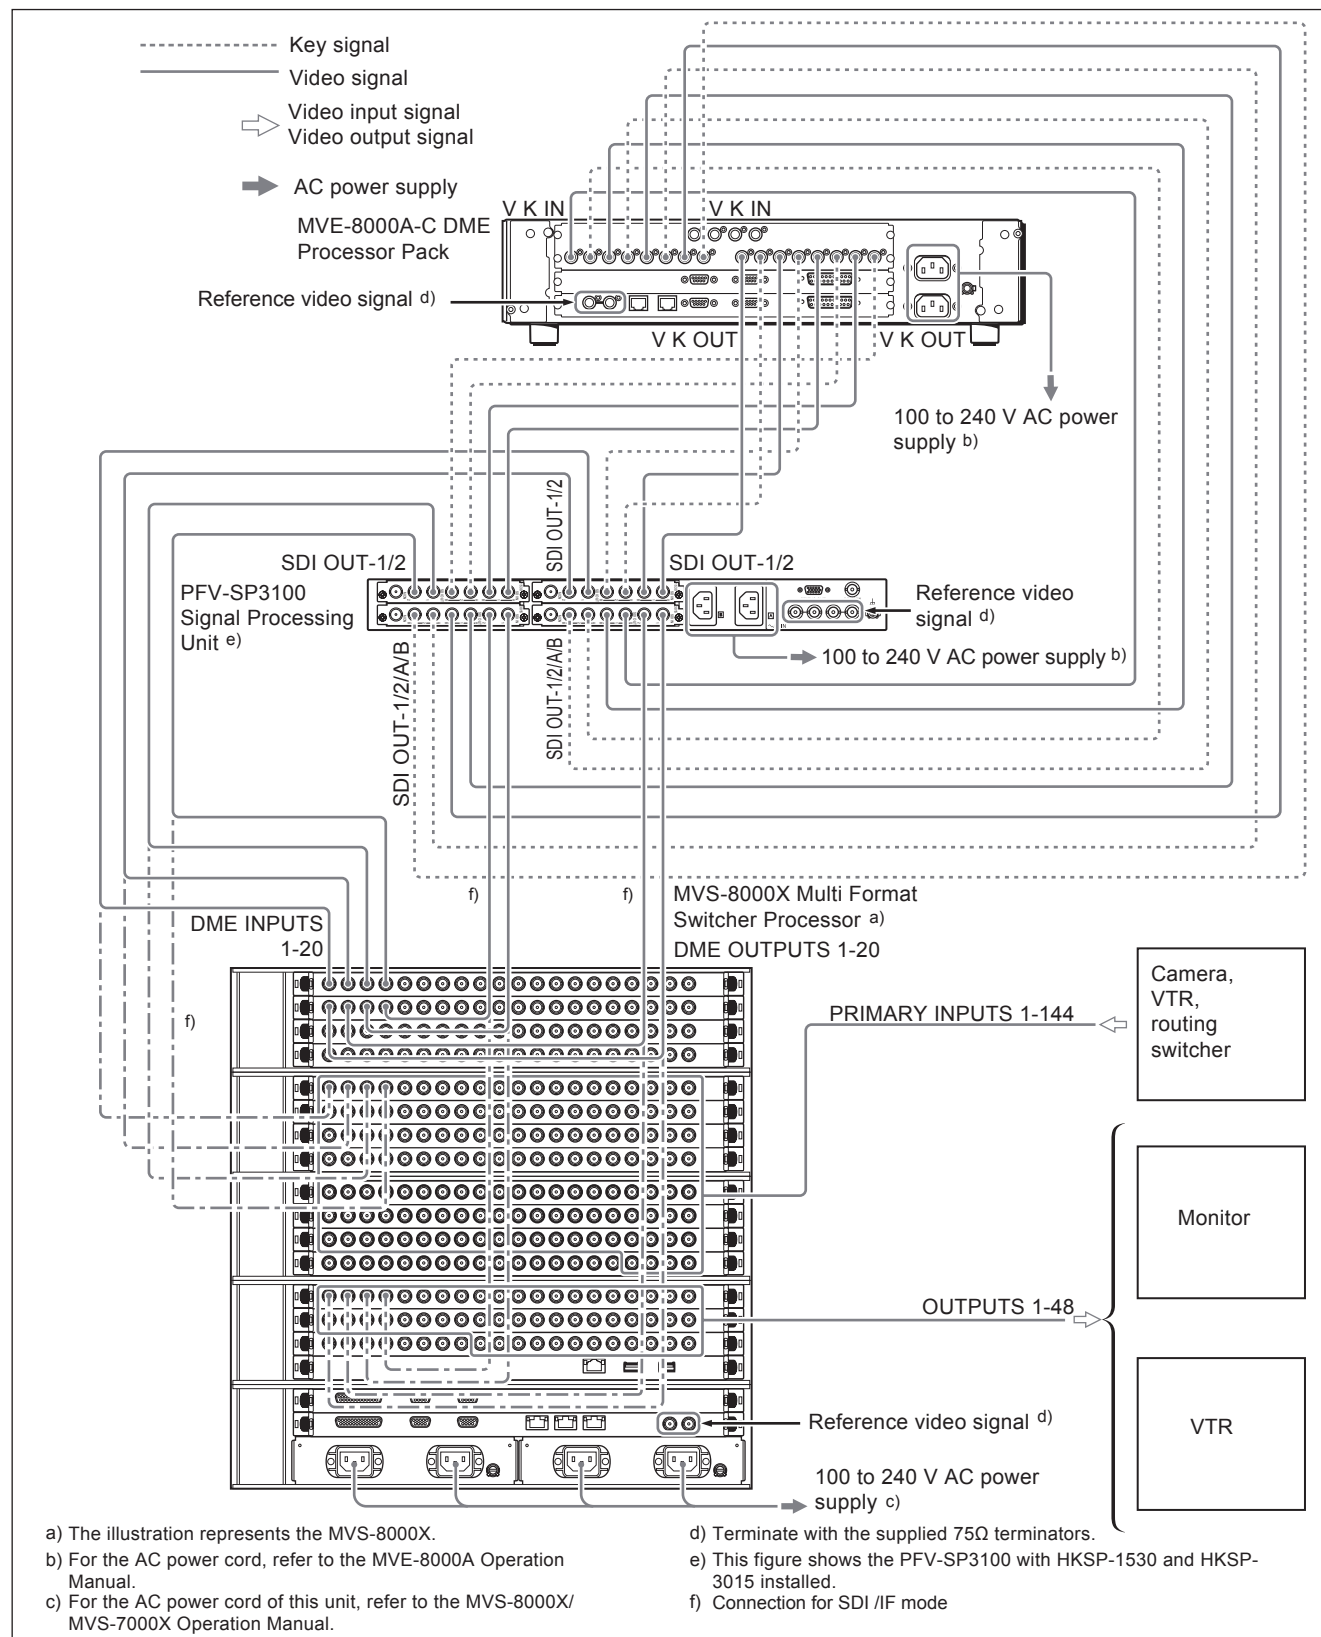 Key signal
Video signal
Video input signal
Video output signal
AC power supply
V K IN
V K IN
MVE-8000A-C DME
Processor Pack
Reference video signal d)
V K OUT
V K OUT
100 to 240 V AC power
supply b)
SDI OUT-1/2
SDI OUT-1/2
SDI OUT-1/2
PFV-SP3100
Signal Processing
Unit e)
Reference video
signal d)
100 to 240 V AC power supply b)
SDI OUT-1/2/A/B
SDI OUT-1/2/A/B
f)
f)
MVS-8000X Multi Format
Switcher Processor a)
DME INPUTS
1-20
DME OUTPUTS 1-20
f)
PRIMARY INPUTS 1-144
Camera,
VTR,
routing
switcher
Monitor
OUTPUTS 1-48
VTR
Reference video signal d)
100 to 240 V AC power
supply c)
a) The illustration represents the MVS-8000X.
b) For the AC power cord, refer to the MVE-8000A Operation
Manual.
c) For the AC power cord of this unit, refer to the MVS-8000X/
MVS-7000X Operation Manual.
d) Terminate with the supplied 75Ω terminators.
e) This figure shows the PFV-SP3100 with HKSP-1530 and HKSP-
3015 installed.
f) Connection for SDI /IF mode